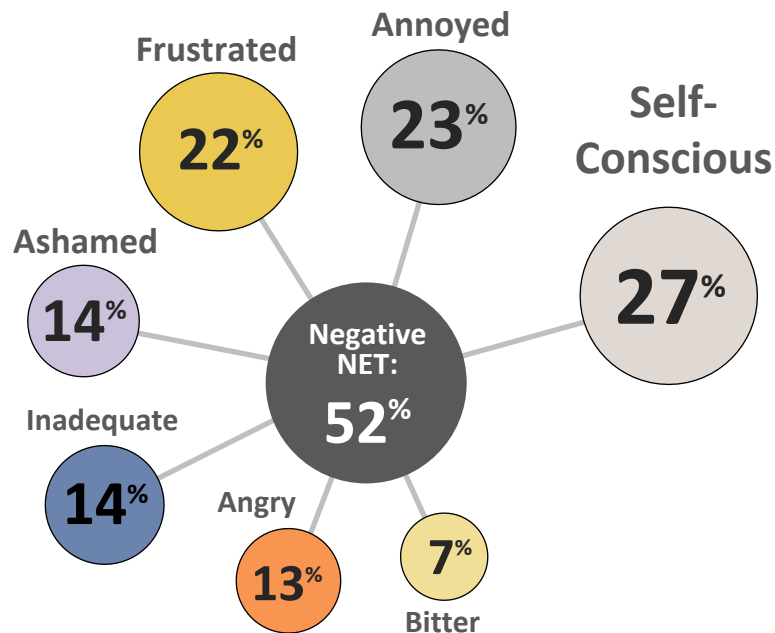 Annoyed
23%
Frustrated
22%
Self-
Conscious
27%
Ashamed
14%
Negative
NET:
52%
Inadequate
14%
Angry
13%
7%
Bitter